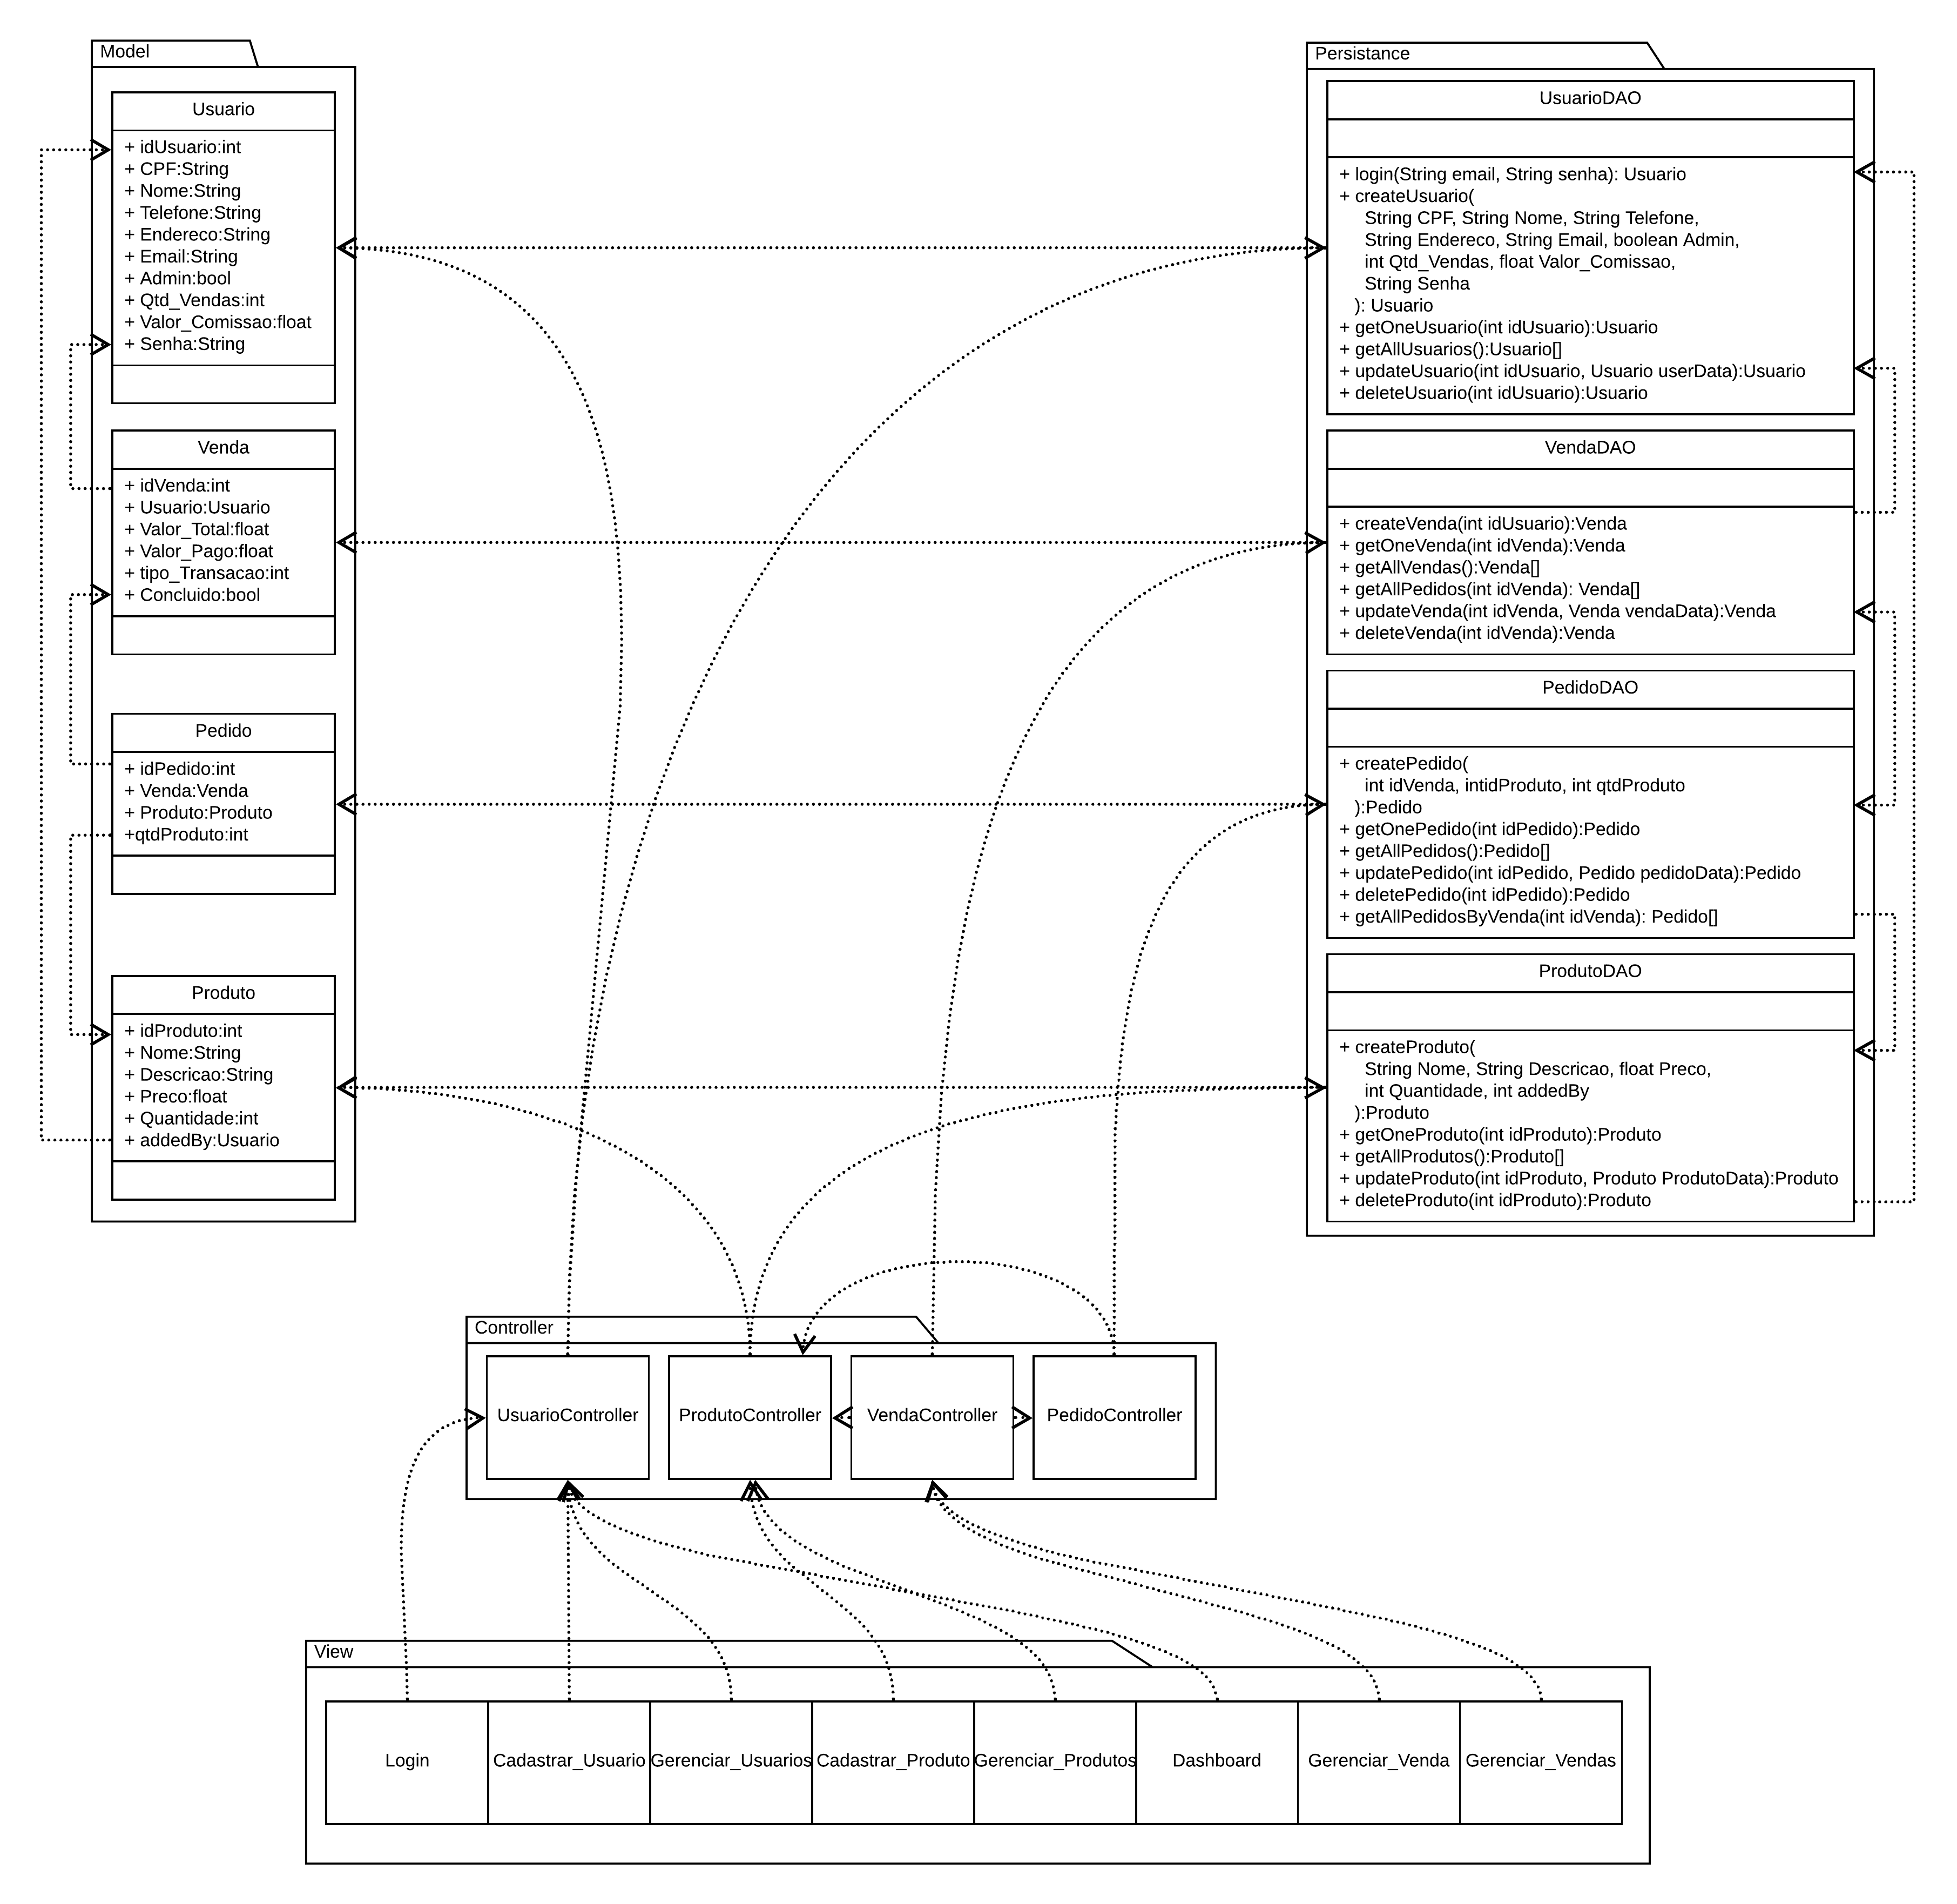 Model
Usuario
+ idUsuario:int
+ CPF:String
+ Nome:String
+ Telefone:String
+ Endereco:String
+ Email:String
+ Admin:bool
+ Qtd_Vendas:int
+ Valor_Comissao:float
+ Senha:String
Venda
+ idVenda:int
+ Usuario:Usuario
+ Valor_Total:float
+ Valor_Pago:float
+ tipo_Transacao:int
+ Concluido:bool
Pedido
+ idPedido:int
+ Venda:Venda
+ Produto:Produto
+qtdProduto:int
Produto
+ idProduto:int
+ Nome:String
+ Descricao:String
+ Preco:float
+ Quantidade:int
+ addedBy:Usuario
Persistance
UsuarioDAO
+ login(String email, String senha): Usuario
+ createUsuario(
String CPF, String Nome, String Telefone,
String Endereco, String Email, boolean Admin,
int Qtd_Vendas, float Valor_Comissao,
String Senha
): Usuario
+ getOneUsuario(int idUsuario):Usuario
+ getAllUsuarios():Usuario[]
+ updateUsuario(int idUsuario, Usuario userData):Usuario
+ deleteUsuario(int idUsuario):Usuario
VendaDAO
+ createVenda(int idUsuario):Venda
+ getOneVenda(int idVenda):Venda
+ getAllVendas():Venda[]
+ getAllPedidos(int idVenda): Venda[]
+ updateVenda(int idVenda, Venda vendaData):Venda
+ deleteVenda(int idVenda):Venda
PedidoDAO
+ createPedido(
int idVenda, intidProduto, int qtdProduto
):Pedido
+ getOnePedido(int idPedido):Pedido
+ getAllPedidos():Pedido[]
+ updatePedido(int idPedido, Pedido pedidoData):Pedido
+ deletePedido(int idPedido):Pedido
+ getAllPedidosByVenda(int idVenda): Pedido[]
ProdutoDAO
+ createProduto(
String Nome, String Descricao, float Preco,
int Quantidade, int addedBy
):Produto
+ getOneProduto(int idProduto):Produto
+ getAllProdutos():Produto[]
+ updateProduto(int idProduto, Produto ProdutoData):Produto
+ deleteProduto(int idProduto):Produto
Controller
UsuarioController
ProdutoController
VendaController
PedidoController
View
Login
Cadastrar_Usuario
Gerenciar_Usuarios
Cadastrar_Produto
Gerenciar_Produtos
Dashboard
Gerenciar_Venda
Gerenciar_Vendas